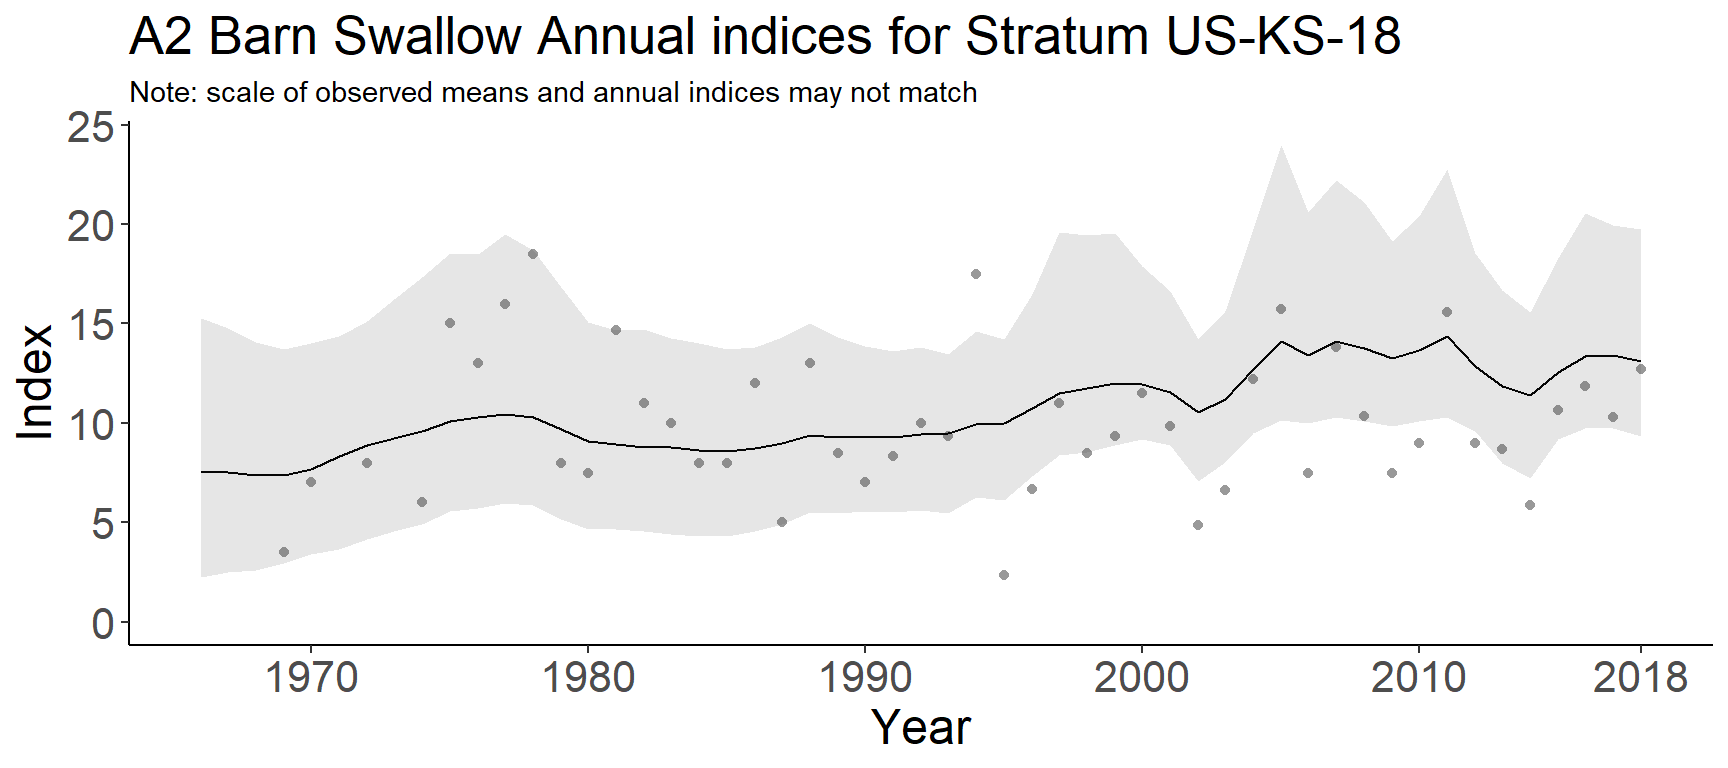 A2 Barn Swallow Annual indices for Stratum US-KS-18
Note: scale of observed means and annual indices may not match
25
20
15
10
5
0
Index
1970 1980 1990 2000 2010 2018
Year